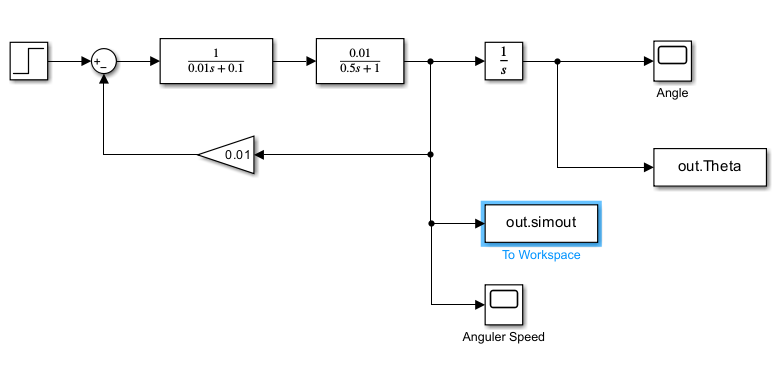 +
−
1
0.01s + 0.1
0.01
0.5s + 1
1
s
Angle
0.01
out.Theta
out.simout
To Workspace
Anguler Speed